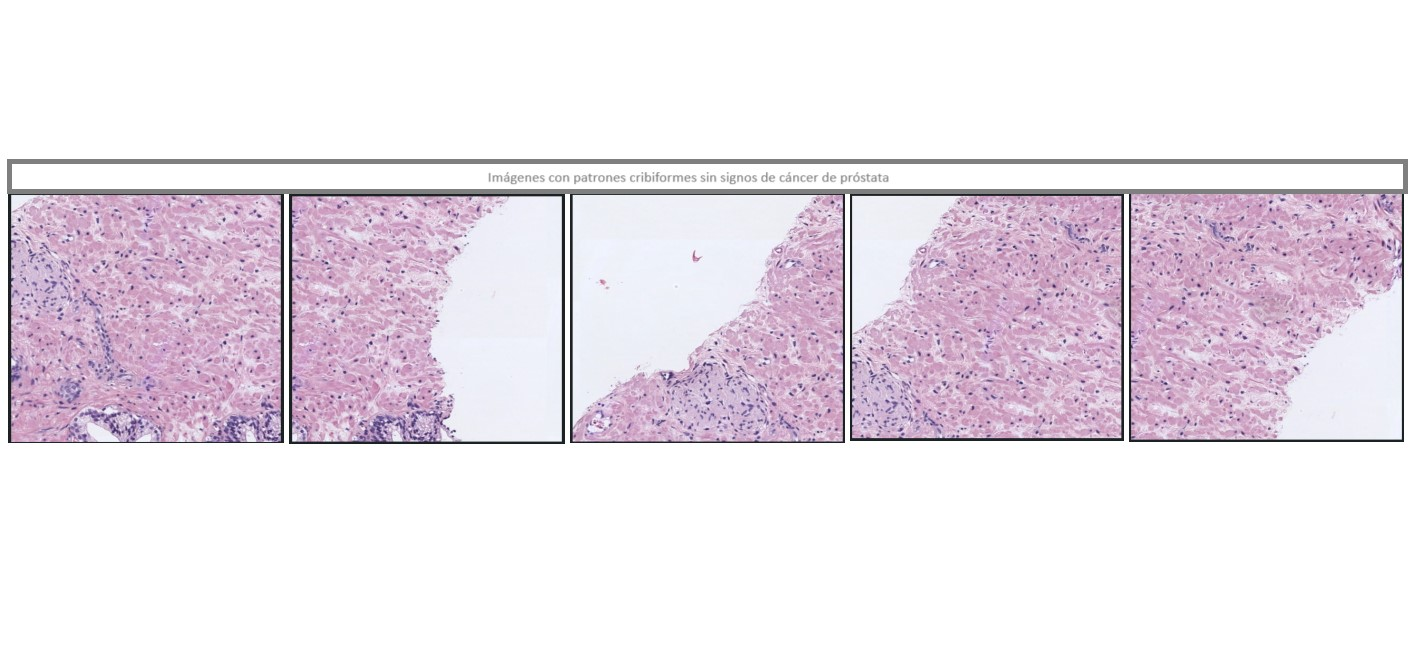 Imágenes con patrones cribiformes sin signos de cáncer de próstata